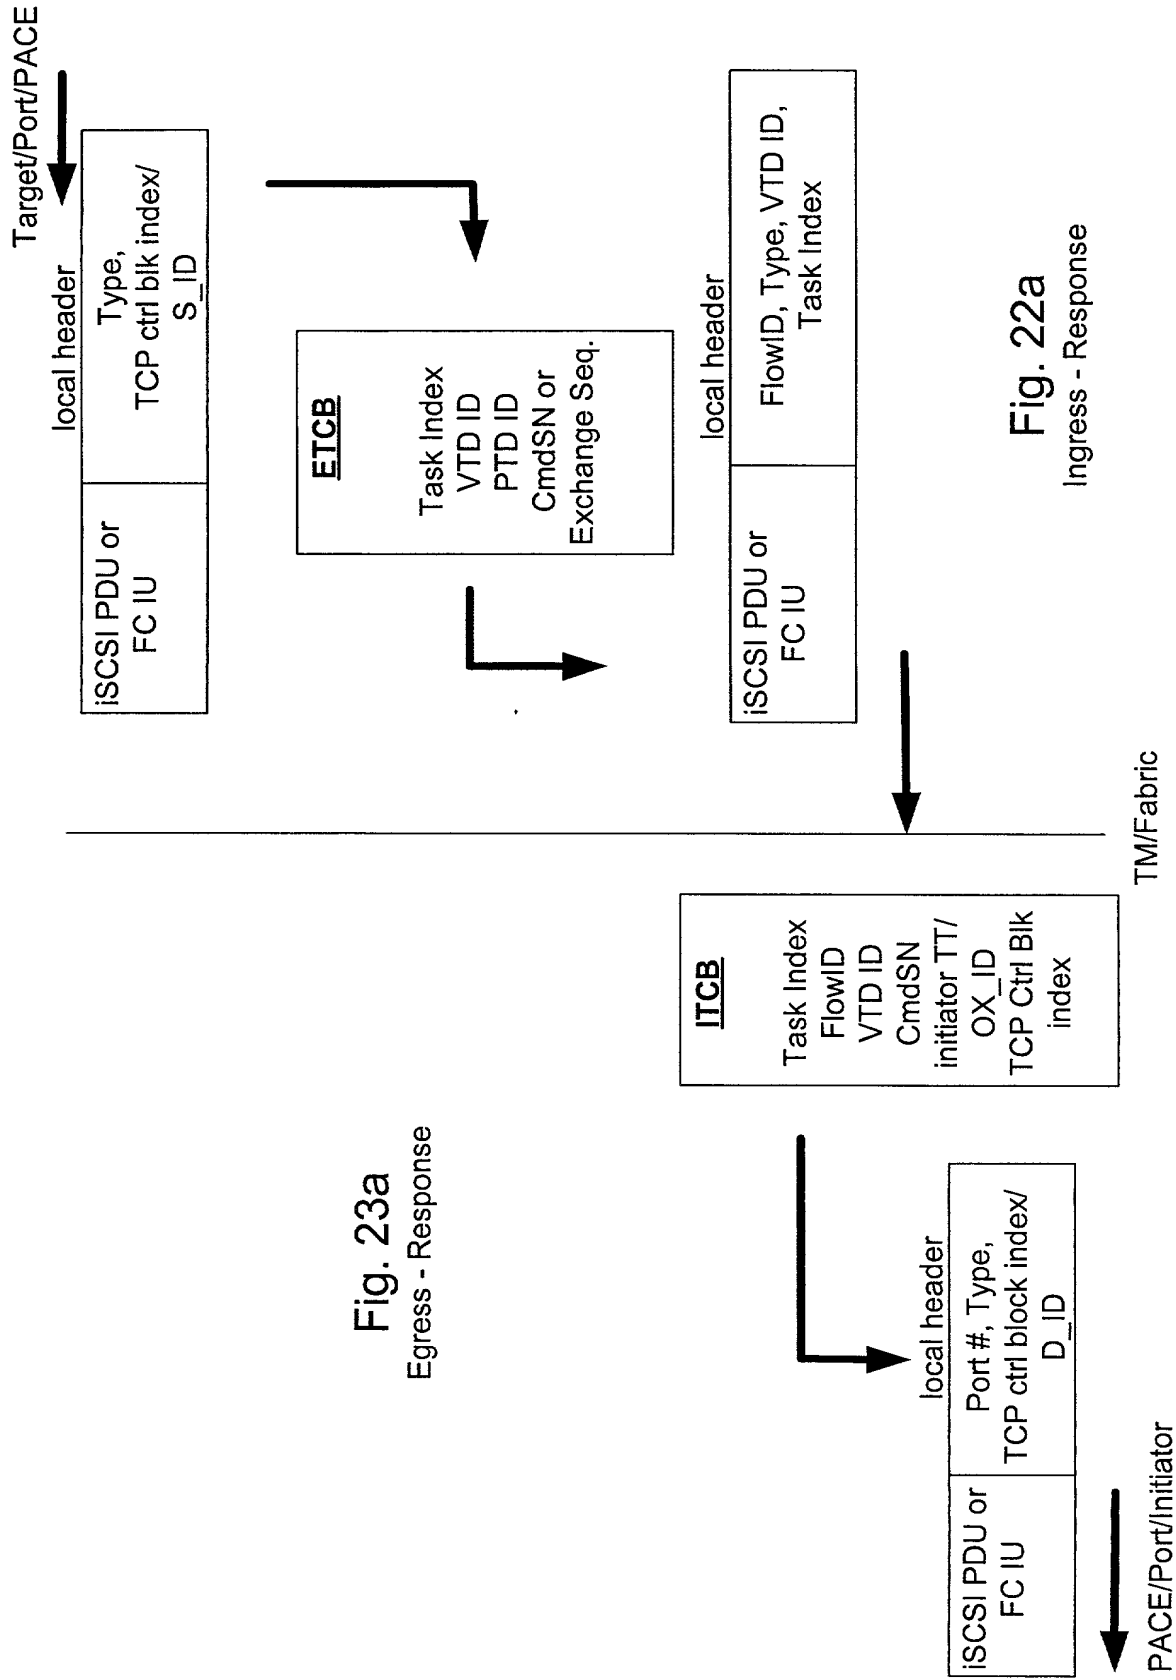 Target/Port/PACE
local header
iSCSI PDU or
FC IU
Type,
TCP ctrl blk index/
S_ID
ETCB
Task Index
VTD ID
PTD ID
CmdSN or
Exchange Seq.
local header
iSCSI PDU or
FC IU
FlowID, Type, VTD ID,
Task Index
Fig. 22a
Ingress - Response
TM/Fabric
ITCB
Task Index
FlowID
VTD ID
CmdSN
initiator TT/
OX_ID
TCP Ctrl Blk
index
Fig. 23a
Egress - Response
local header
iSCSI PDU or
FC IU
Port #, Type,
TCP ctrl block index/
D_ID
PACE/Port/Initiator